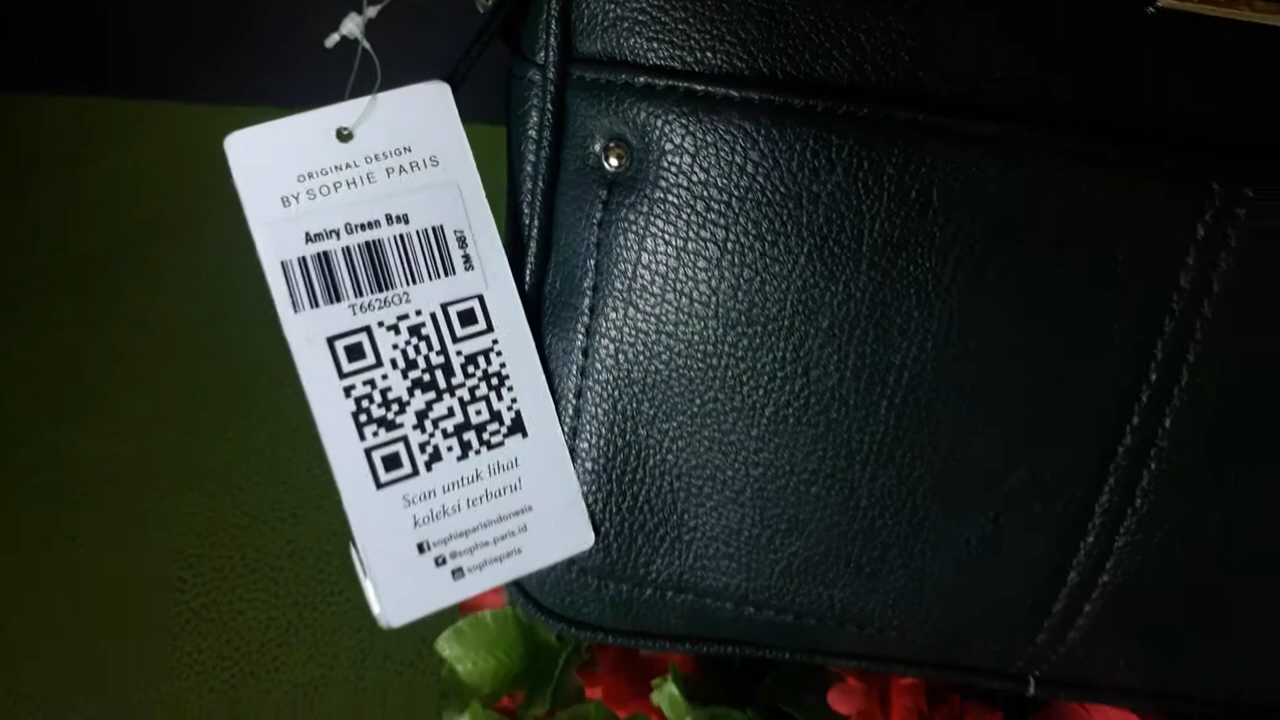 ORIGINAL DESIGN
BY SOPHIE PARIS
Amiry Green Bag
SM-687
T6626G2
Scan untuk lihat
koleksi terbaru!
sophieparisindonesia
@sophie.paris.id
sophieparis